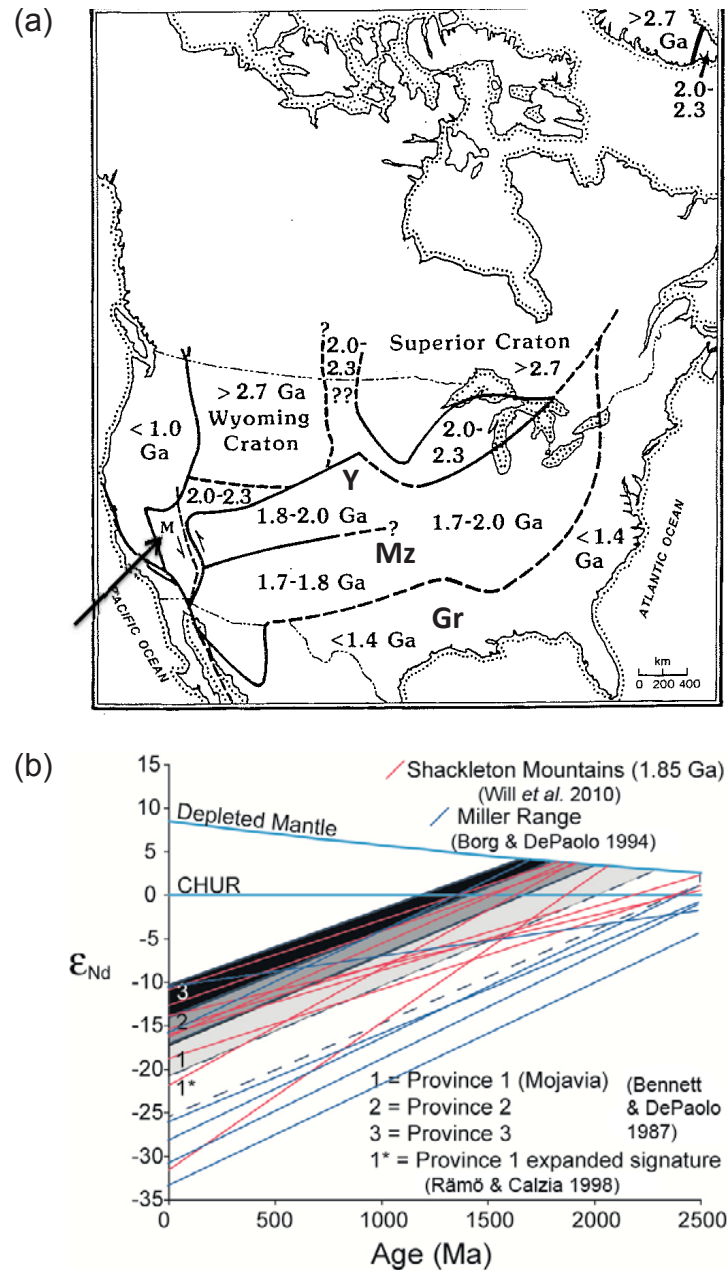 (a)
>2.7
Ga
2.0-
2.3
?
2.0-
2.3
??
Superior Craton
>2.7
>2.7 Ga
Wyoming
Craton
<1.0
Ga
2.0-2.3
2.0-
2.3
M
Y
1.8-2.0 Ga
1.7-2.0 Ga
?
Mz
1.7-1.8 Ga
<1.4
Ga
Gr
<1.4 Ga
PACIFIC OCEAN
ATLANTIC OCEAN
km
0 200 400
(b)
15
10
5
0
-5
-10
-15
-20
-25
-30
-35
εNd
Depleted Mantle
CHUR
Shackleton Mountains (1.85 Ga)
(Will et al. 2010)
Miller Range
(Borg & DePaolo 1994)
3
2
1
1*
1 = Province 1 (Mojavia)
2 = Province 2
3 = Province 3
(Bennett
& DePaolo
1987)
1* = Province 1 expanded signature
(Rämö & Calzia 1998)
0
500
1000
1500
2000
2500
Age (Ma)